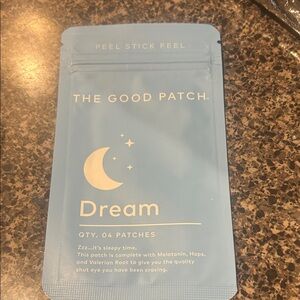 PEEL STICK FEEL
THE GOOD PATCH
Dream
QTY. 04 PATCHES
Zzz...It's sleepy time.
This patch is complete with Melatonin, Hops,
and Valerian Root to give you the quality
shut eye you have been craving.